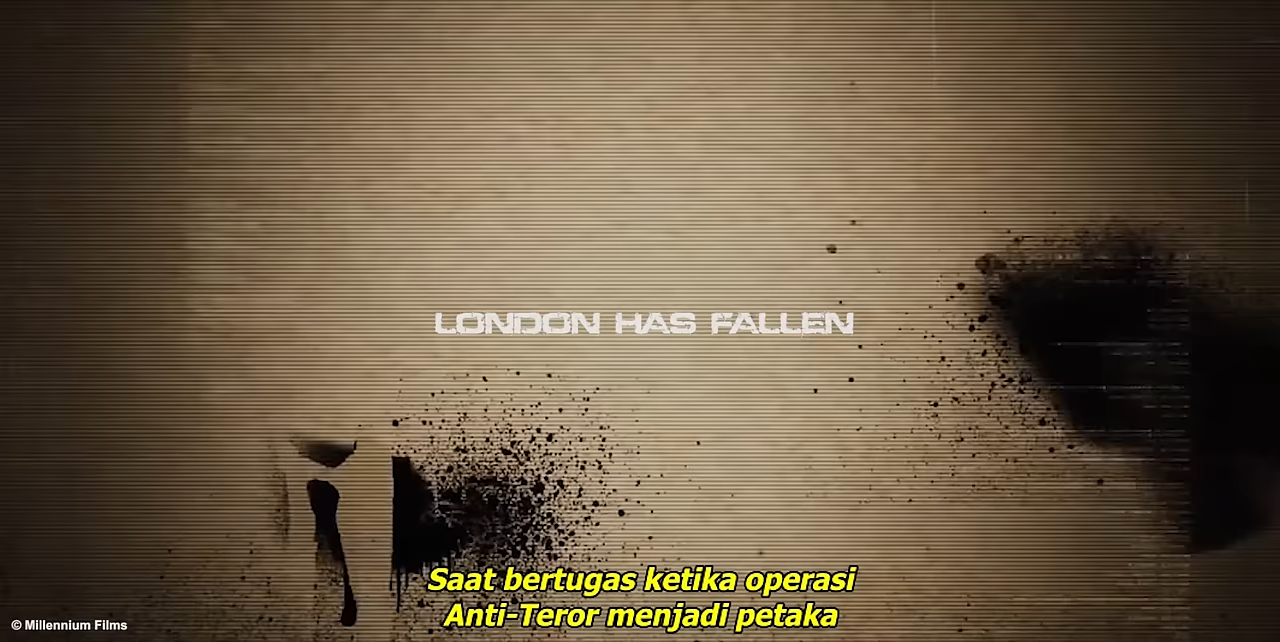 LONDON HAS FALLEN
Saat bertugas ketika operasi
Anti-Teror menjadi petaka
© Millennium Films